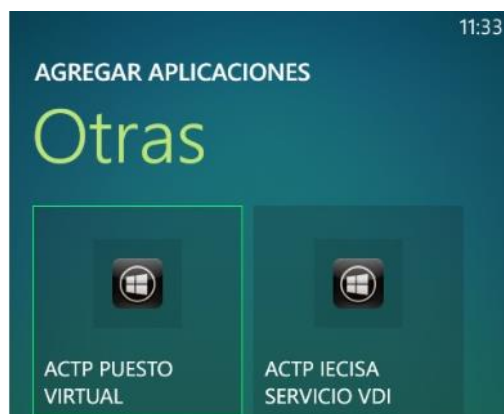 11:33
AGREGAR APLICACIONES
Otras
ACTP PUESTO
VIRTUAL
ACTP IECISA
SERVICIO VDI